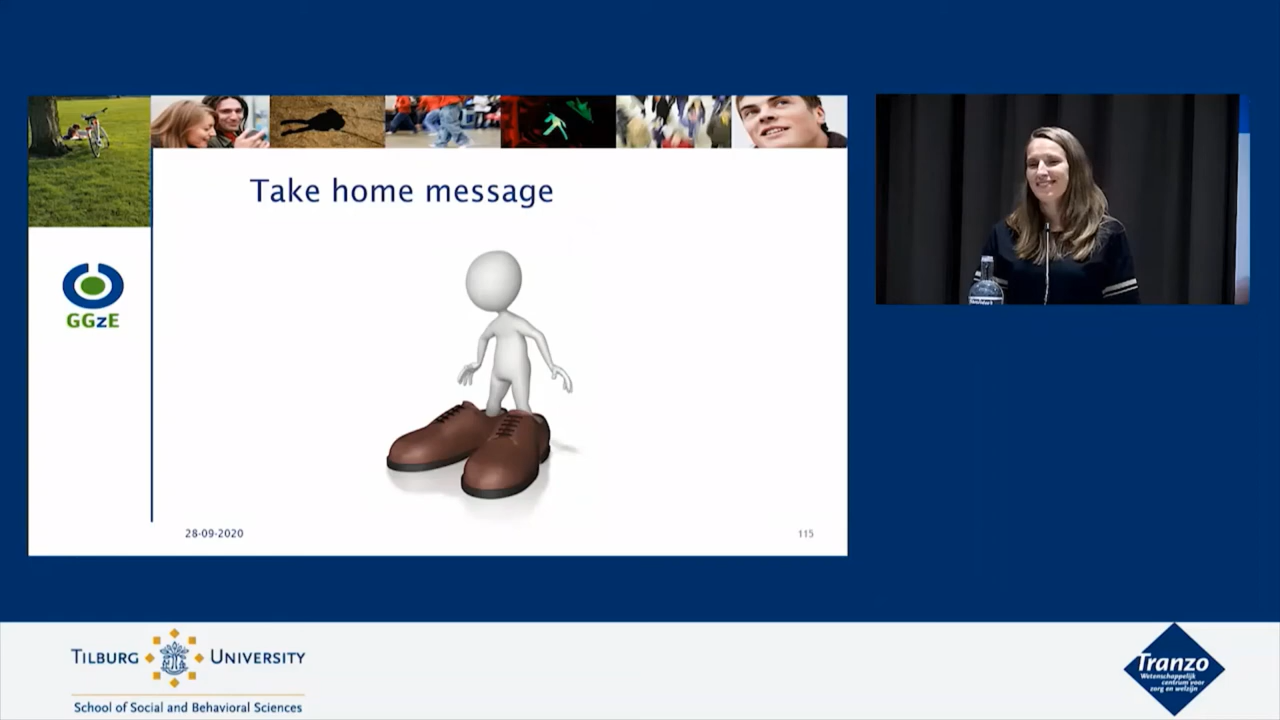 Take home message
GGzE
28-09-2020
115
TILBURG UNIVERSITY
School of Social and Behavioral Sciences
Tranzo
Wetenschappelijk
centrum voor
zorg en welzijn